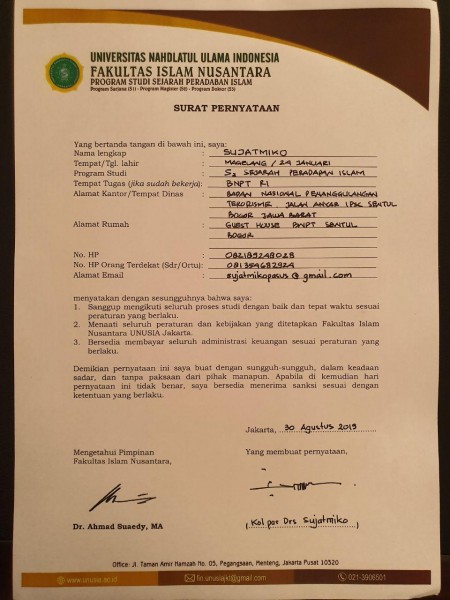 UNIVERSITAS NAHDLATUL ULAMA INDONESIA
FAKULTAS ISLAM NUSANTARA
PROGRAM STUDI SEJARAH PERADABAN ISLAM
Program Sarjana (S1) - Program Magister (S2) - Program Doktor (S3)
SURAT PERNYATAAN
Yang bertanda tangan di bawah ini, saya:
Nama lengkap : SUJATMIKO
Tempat/Tgl. lahir : MAGELANG / 24 JANUARI
Program Studi : S2 SEJARAH PERADABAN ISLAM
Tempat Tugas (jika sudah bekerja): BNPT RI
Alamat Kantor/Tempat Dinas : BADAN NASIONAL PENANGGULANGAN
TERORISME. JALAN ANYAR IPSC SENTUL
BOGOR JAWA BARAT
Alamat Rumah : GUEST HOUSE BNPT SENTUL
BOGOR
No. HP : 082189248028
No. HP Orang Terdekat (Sdr/Ortu) : 081354682924
Alamat Email : sujatmikopasus@gmail.com
menyatakan dengan sesungguhnya bahwa saya:
1. Sanggup mengikuti seluruh proses studi dengan baik dan tepat waktu sesuai
peraturan yang berlaku.
2. Menaati seluruh peraturan dan kebijakan yang ditetapkan Fakultas Islam
Nusantara UNUSIA Jakarta.
3. Bersedia membayar seluruh administrasi keuangan sesuai peraturan yang
berlaku.
Demikian pernyataan ini saya buat dengan sungguh-sungguh, dalam keadaan
sadar, dan tanpa paksaan dari pihak manapun. Apabila di kemudian hari
pernyataan ini tidak benar, saya bersedia menerima sanksi sesuai dengan
ketentuan yang berlaku.
Jakarta, 30 Agustus 2019
Mengetahui Pimpinan
Fakultas Islam Nusantara,
Yang membuat pernyataan,
Dr. Ahmad Suaedy, MA
(Kol por Drs Sujatmiko)
Office: Jl. Taman Amir Hamzah No. 05, Pegangsaan, Menteng, Jakarta Pusat 10320
www.unusia.ac.id
fin.unusiajkt@gmail.com
021-3906501